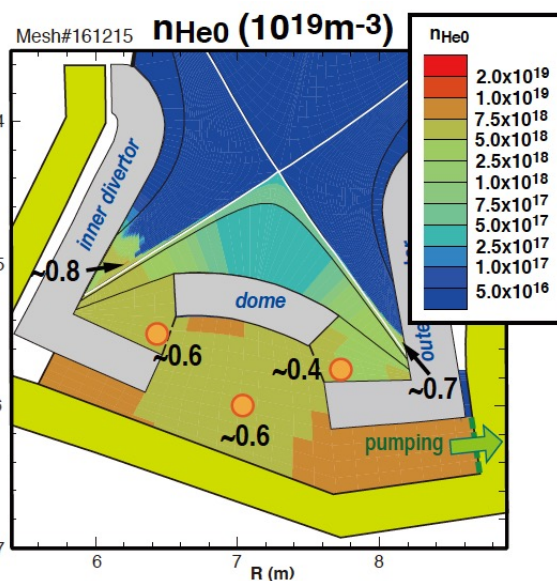 Mesh#161215
nHe0 (10¹⁹m⁻³)
nHe0
2.0x10¹⁹
1.0x10¹⁹
7.5x10¹⁸
5.0x10¹⁸
2.5x10¹⁸
1.0x10¹⁸
7.5x10¹⁷
5.0x10¹⁷
2.5x10¹⁷
1.0x10¹⁷
5.0x10¹⁶
inner divertor
~0.8
dome
oute
~0.6
~0.4
~0.7
~0.6
pumping
6
7
8
R (m)